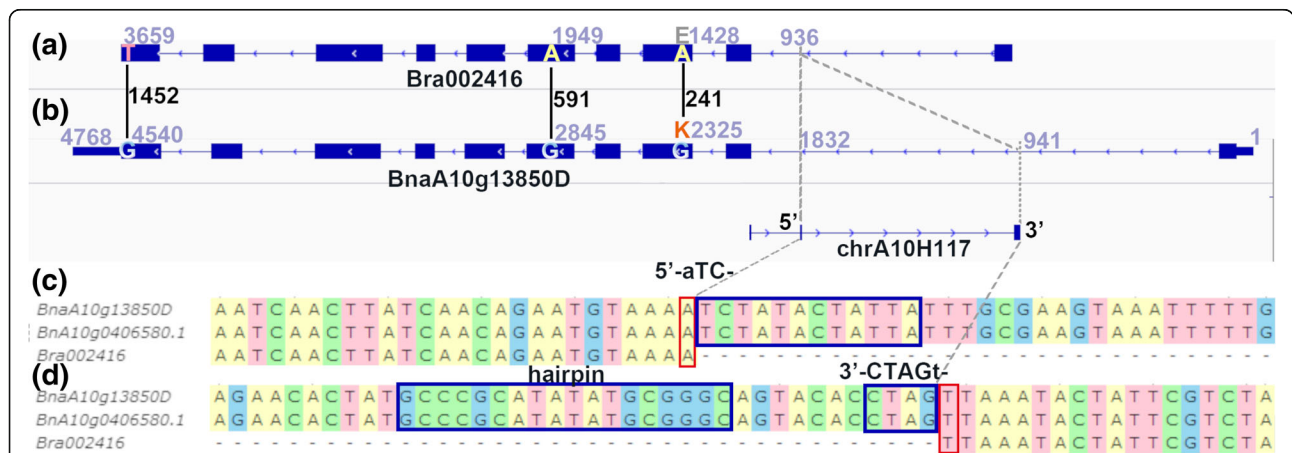 (a) 3659 1949 E1428 936
T A A
Bra002416
1452 591 241
(b) K2325
4768 4540 2845 1832 941 1
G G G
BnaA10g13850D
5' chrA10H117 3'
5'-aTC-
(c)
BnaA10g13850D AATCAACTTATCAACAGAATGTAAAATCTATACTATTATTTGCGAAGTAAATTTTTG
BnA10g0406580.1 AATCAACTTATCAACAGAATGTAAAATCTATACTATTATTTGCGAAGTAAATTTTTG
Bra002416 AATCAACTTATCAACAGAATGTAAAA-------------------------------
(d) hairpin 3'-CTAGt-
BnaA10g13850D AGAACACTATGCCCGCATATATGCGGGCAGTACACCTAGTTAAATACTATTCGTCTA
BnA10g0406580.1 AGAACACTATGCCCGCATATATGCGGGCAGTACACCTAGTTAAATACTATTCGTCTA
Bra002416 ---------------------------------------TTAAATACTATTCGTCTA